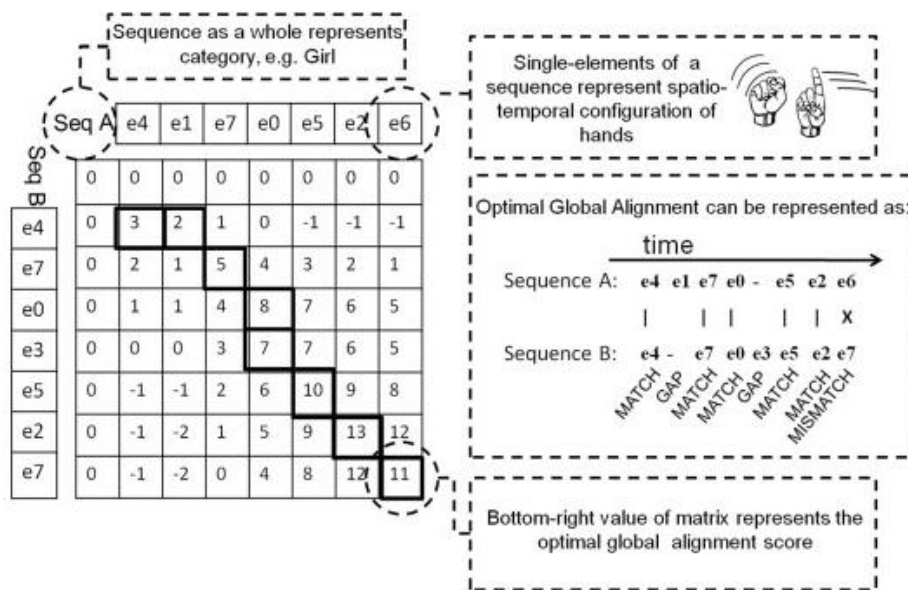 Sequence as a whole represents
category, e.g. Girl
Single-elements of a
sequence represent spatio-
temporal configuration of
hands
Seq A e4 e1 e7 e0 e5 e2 e6
Seq B
0 0 0 0 0 0 0 0
e4 0 3 2 1 0 -1 -1 -1
e7 0 2 1 5 4 3 2 1
e0 0 1 1 4 8 7 6 5
e3 0 0 0 3 7 7 6 5
e5 0 -1 -1 2 6 10 9 8
e2 0 -1 -2 1 5 9 13 12
e7 0 -1 -2 0 4 8 12 11
Optimal Global Alignment can be represented as:
time
Sequence A: e4 e1 e7 e0 - e5 e2 e6
| | | | | X
Sequence B: e4 - e7 e0 e3 e5 e2 e7
MATCH GAP MATCH MATCH GAP MATCH MATCH MISMATCH
Bottom-right value of matrix represents the
optimal global alignment score